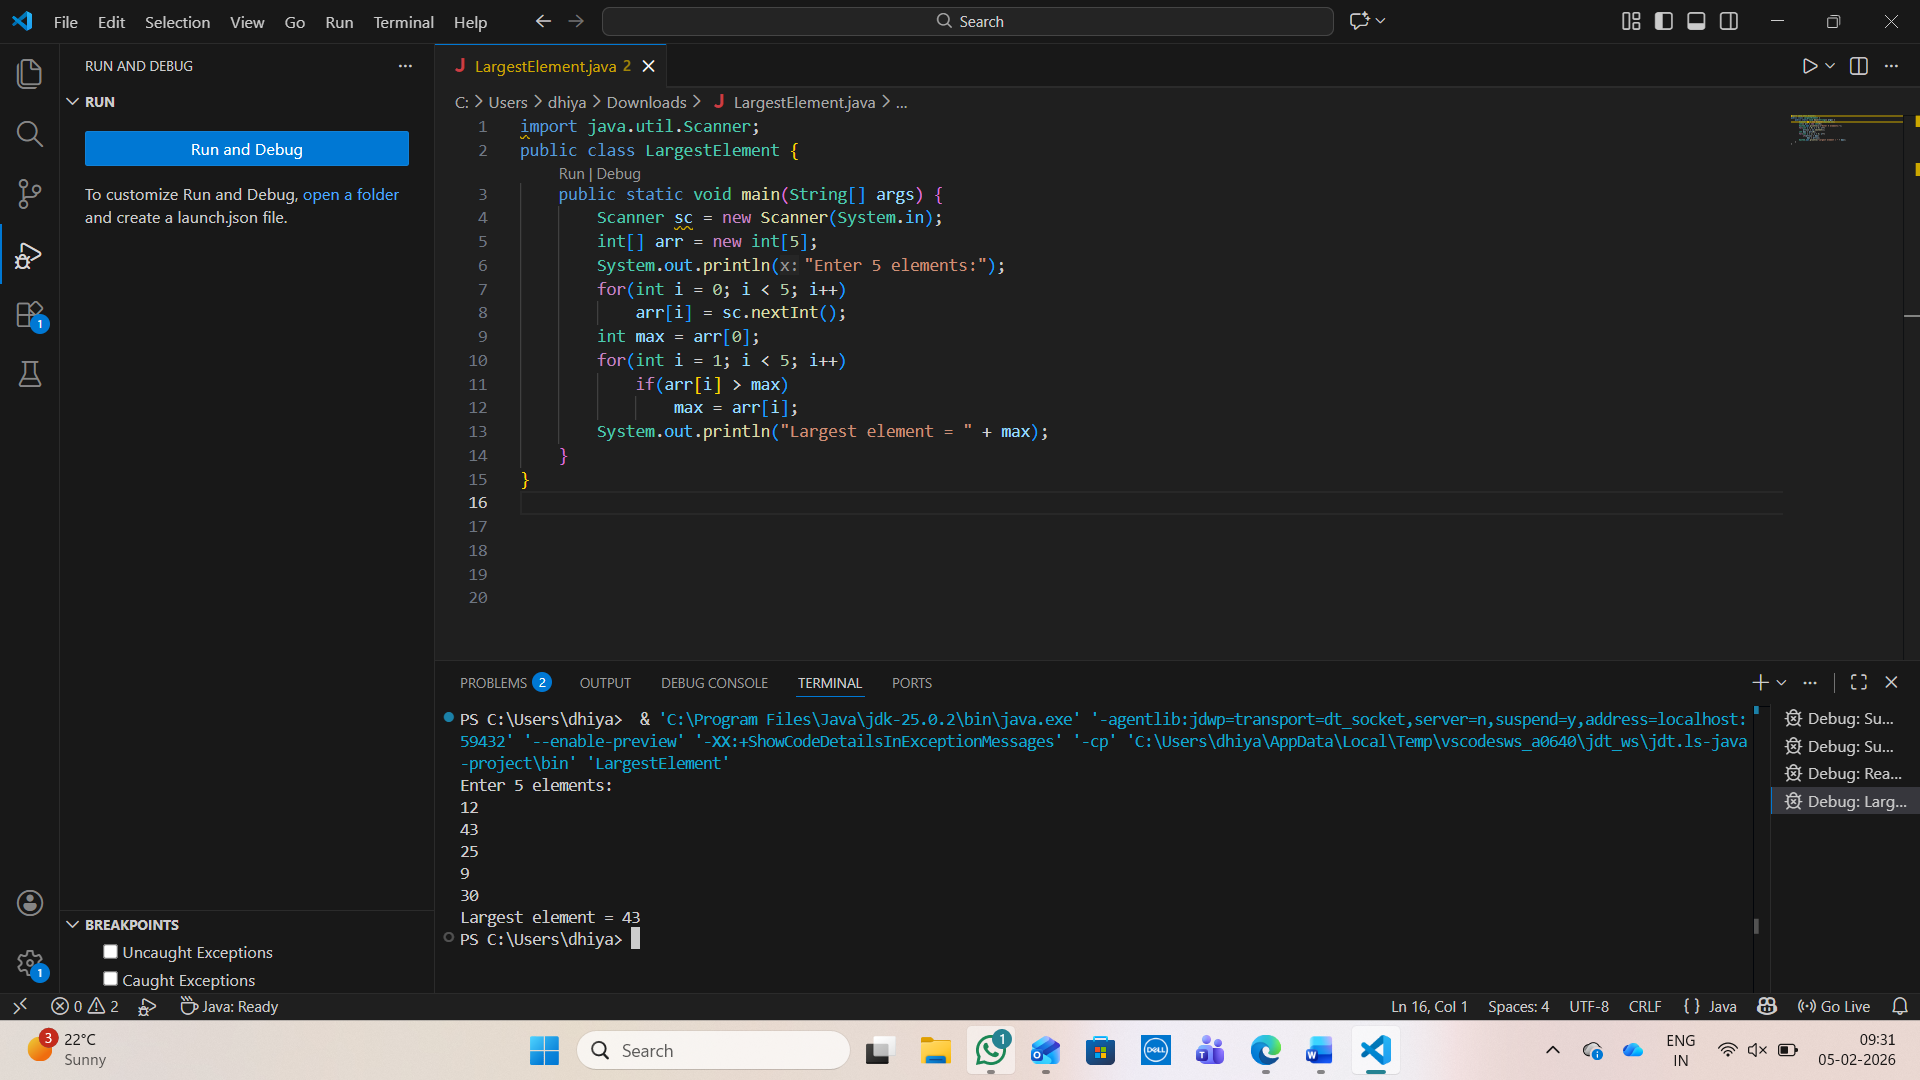 File Edit Selection View Go Run Terminal Help
Search
RUN AND DEBUG
RUN
Run and Debug
To customize Run and Debug, open a folder
and create a launch.json file.
LargestElement.java 2
C: > Users > dhiya > Downloads > LargestElement.java > ...
1 import java.util.Scanner;
2 public class LargestElement {
Run | Debug
3 public static void main(String[] args) {
4 Scanner sc = new Scanner(System.in);
5 int[] arr = new int[5];
6 System.out.println(x: "Enter 5 elements:");
7 for(int i = 0; i < 5; i++)
8 arr[i] = sc.nextInt();
9 int max = arr[0];
10 for(int i = 1; i < 5; i++)
11 if(arr[i] > max)
12 max = arr[i];
13 System.out.println("Largest element = " + max);
14 }
15 }
16
17
18
19
20
PROBLEMS 2 OUTPUT DEBUG CONSOLE TERMINAL PORTS
PS C:\Users\dhiya> & 'C:\Program Files\Java\jdk-25.0.2\bin\java.exe' '-agentlib:jdwp=transport=dt_socket,server=n,suspend=y,address=localhost:
59432' '--enable-preview' '-XX:+ShowCodeDetailsInExceptionMessages' '-cp' 'C:\Users\dhiya\AppData\Local\Temp\vscodesws_a0640\jdt_ws\jdt.ls-java
-project\bin' 'LargestElement'
Enter 5 elements:
12
43
25
9
30
Largest element = 43
PS C:\Users\dhiya>
Debug: Su...
Debug: Su...
Debug: Rea...
Debug: Larg...
1
BREAKPOINTS
Uncaught Exceptions
Caught Exceptions
1
0 2 Java: Ready
Ln 16, Col 1 Spaces: 4 UTF-8 CRLF {} Java Go Live
3
22°C
Sunny
Search
1
DELL
ENG
IN
09:31
05-02-2026